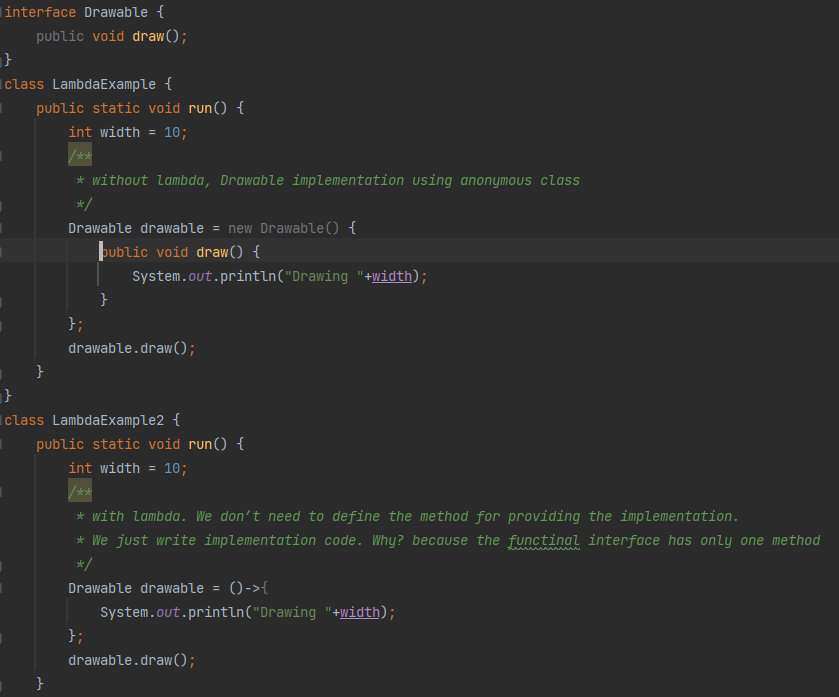 interface Drawable {
    public void draw();
}
class LambdaExample {
    public static void run() {
        int width = 10;
        /**
         * without lambda, Drawable implementation using anonymous class
         */
        Drawable drawable = new Drawable() {
            public void draw() {
                System.out.println("Drawing "+width);
            }
        };
        drawable.draw();
    }
}
class LambdaExample2 {
    public static void run() {
        int width = 10;
        /**
         * with lambda. We don’t need to define the method for providing the implementation.
         * We just write implementation code. Why? because the functinal interface has only one method
         */
        Drawable drawable = ()->{
            System.out.println("Drawing "+width);
        };
        drawable.draw();
    }